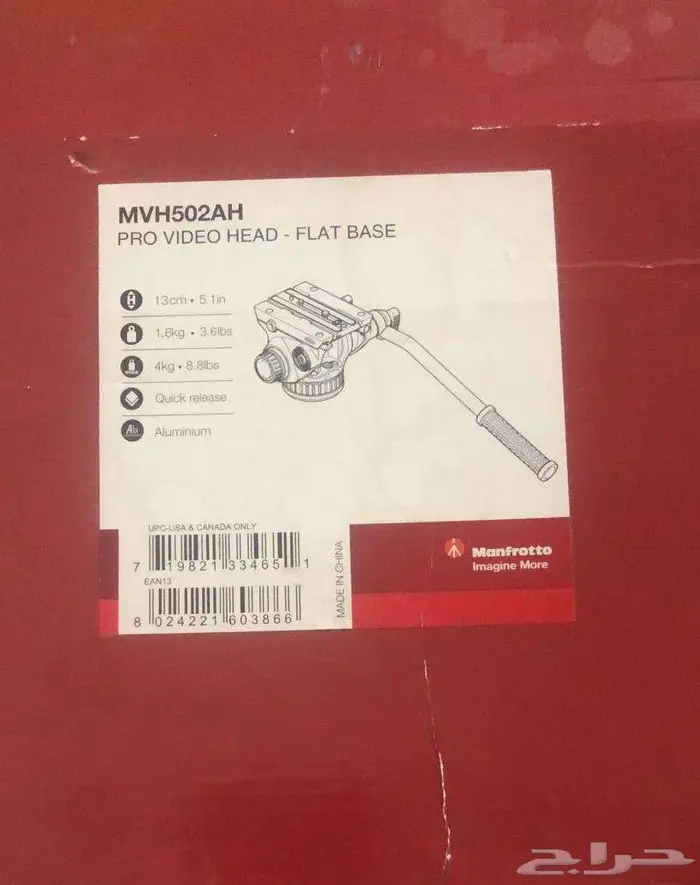 MVH502AH
PRO VIDEO HEAD - FLAT BASE
13cm • 5.1in
1,6kg • 3.6lbs
4kg • 8.8lbs
Quick release
Aluminium
UPC-USA & CANADA ONLY
7 19821 33465 1
EAN13
8 024221 603866
MADE IN CHINA
Manfrotto
Imagine More
حراج